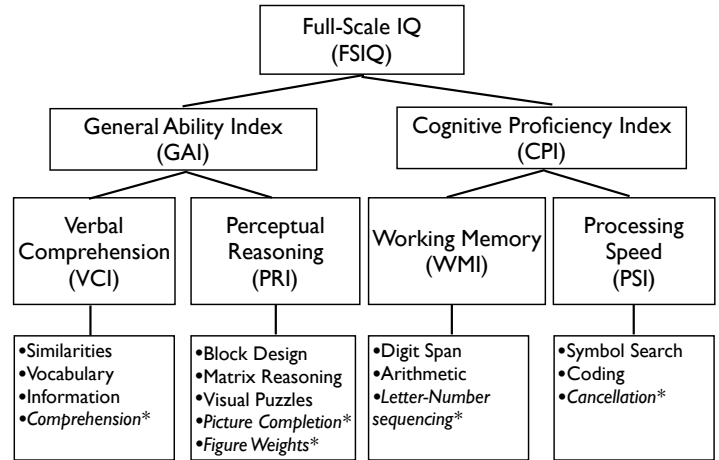 Full-Scale IQ
(FSIQ)
General Ability Index
(GAI)
Cognitive Proficiency Index
(CPI)
Verbal
Comprehension
(VCI)
Perceptual
Reasoning
(PRI)
Working Memory
(WMI)
Processing
Speed
(PSI)
•Similarities
•Vocabulary
•Information
•Comprehension*
•Block Design
•Matrix Reasoning
•Visual Puzzles
•Picture Completion*
•Figure Weights*
•Digit Span
•Arithmetic
•Letter-Number
sequencing*
•Symbol Search
•Coding
•Cancellation*